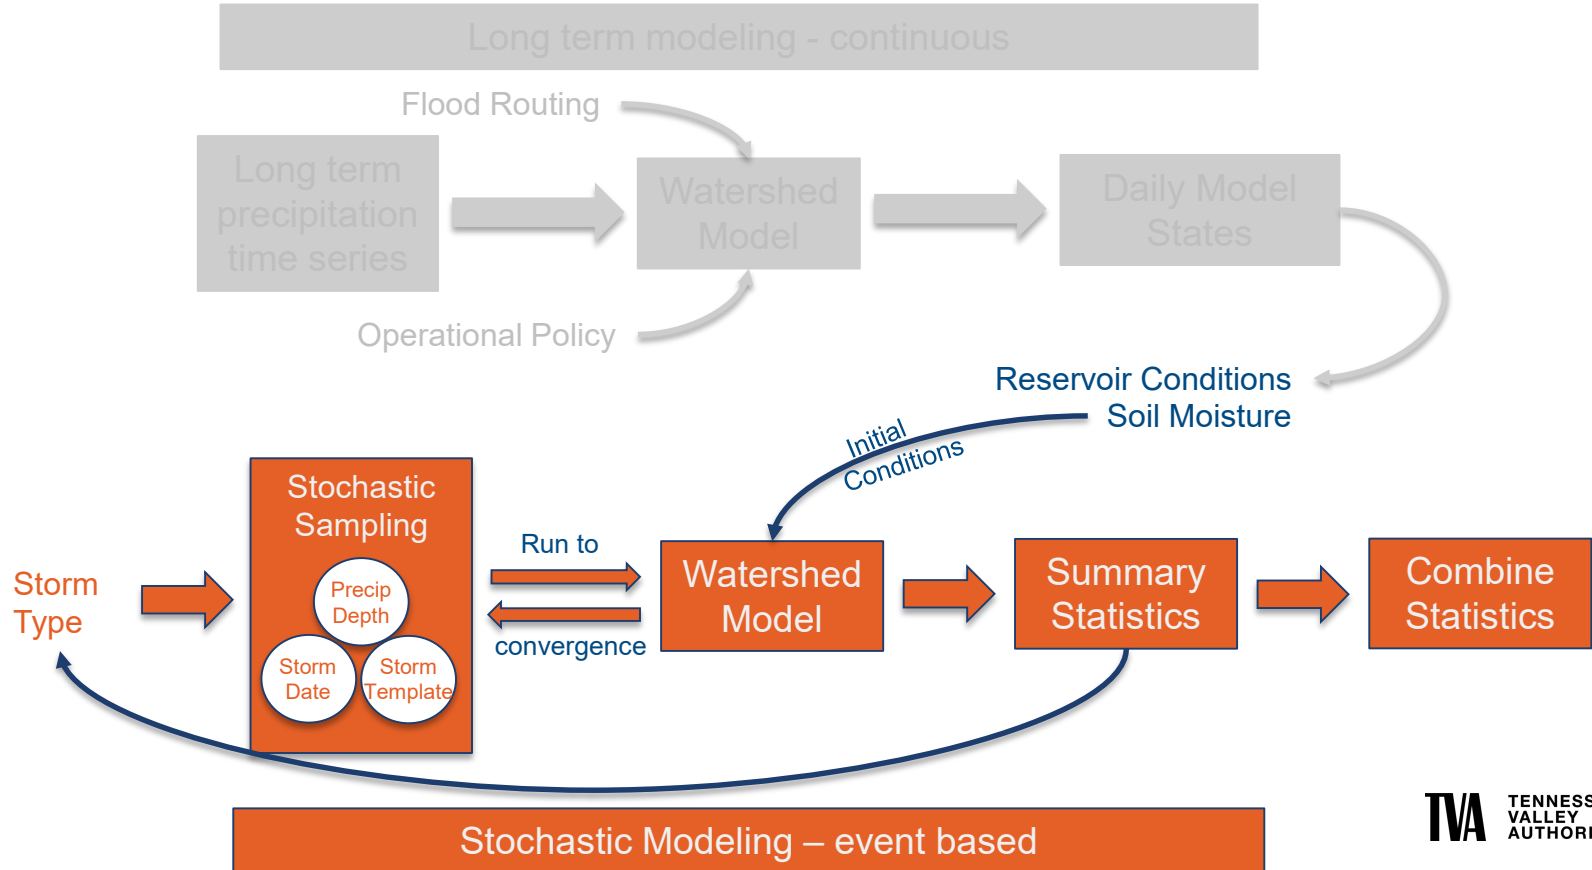 Long term modeling - continuous
Flood Routing
Long term
precipitation
time series
Watershed
Model
Daily Model
States
Operational Policy
Reservoir Conditions
Soil Moisture
Initial
Conditions
Stochastic
Sampling
Precip
Depth
Storm
Date
Storm
Template
Storm
Type
Run to
convergence
Watershed
Model
Summary
Statistics
Combine
Statistics
Stochastic Modeling – event based
TVA
TENNESS
VALLEY
AUTHORI